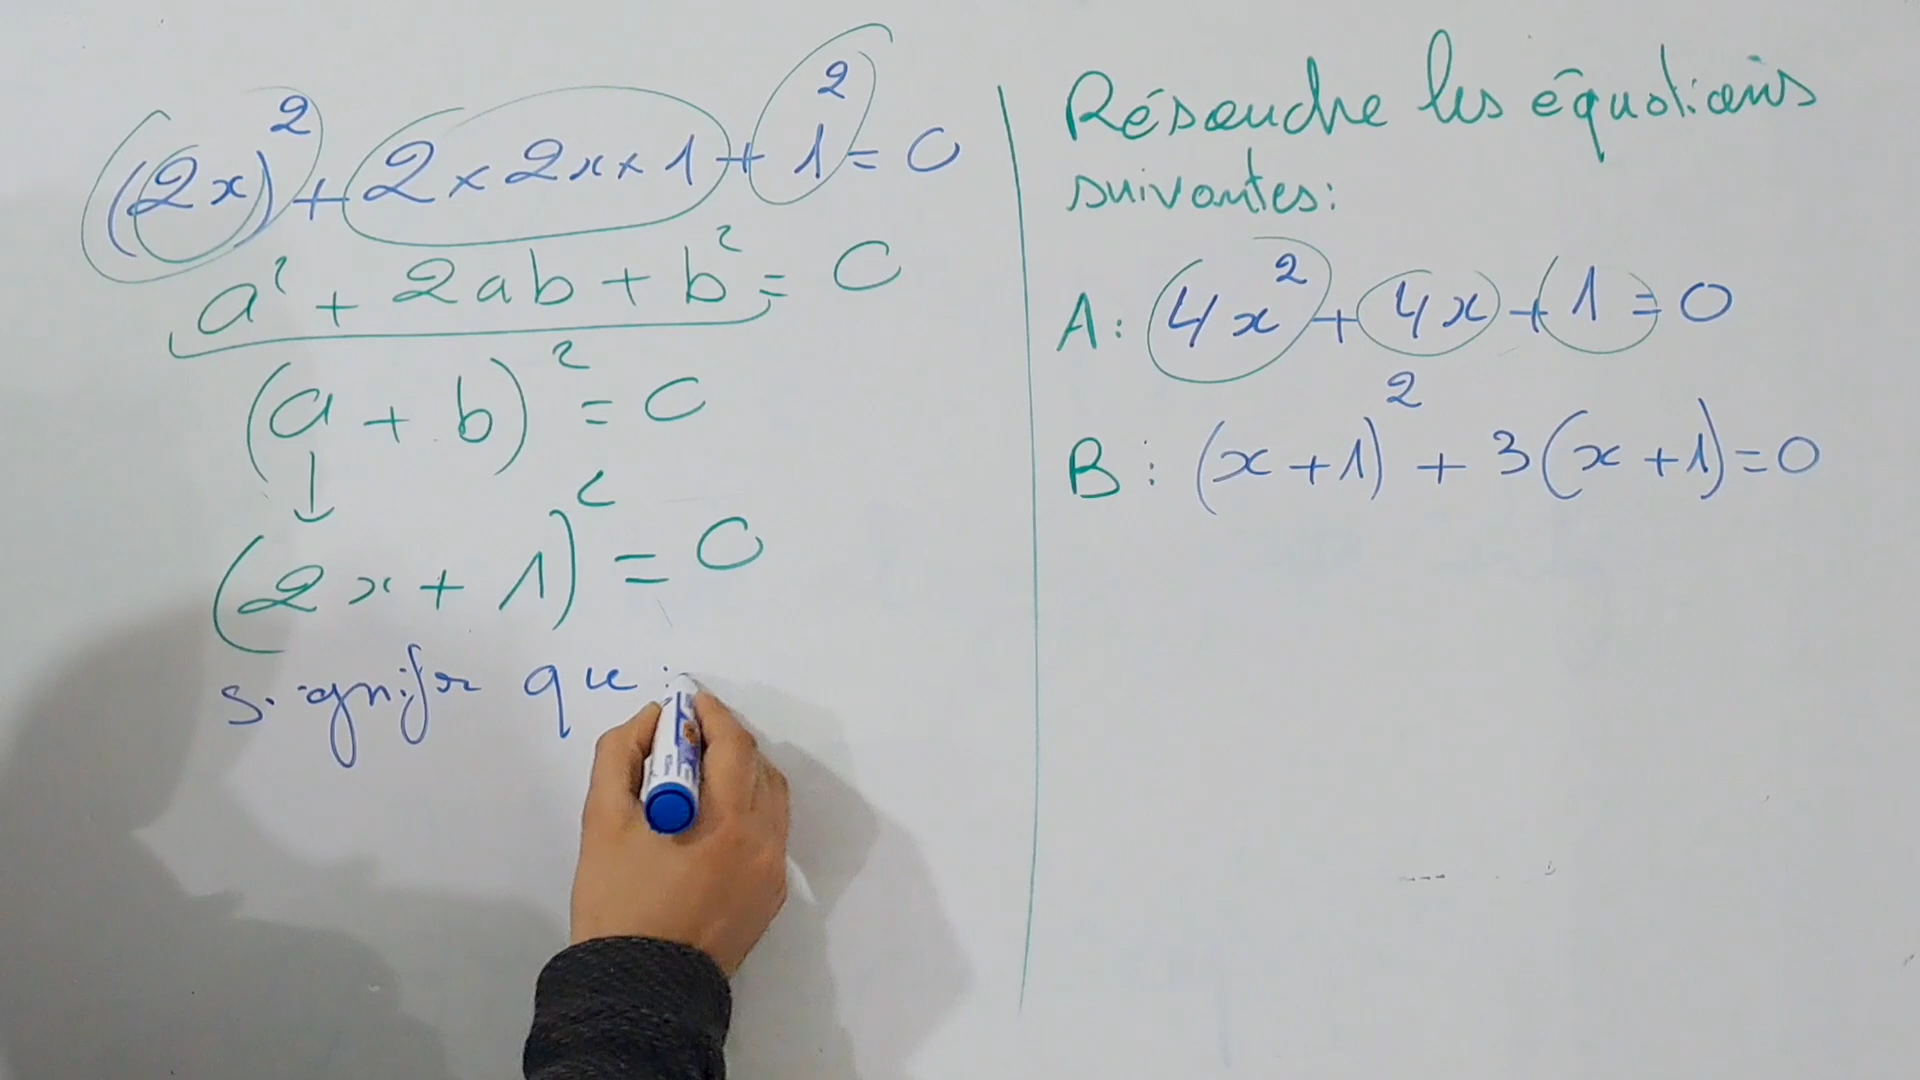 (2x)² + 2 × 2x × 1 + 1² = 0
a² + 2ab + b² = 0
(a + b)² = 0
↓
(2x + 1)² = 0
signifie que :
Résoudre les équations
suivantes:
A: 4x² + 4x + 1 = 0
B: (x + 1)² + 3(x + 1) = 0